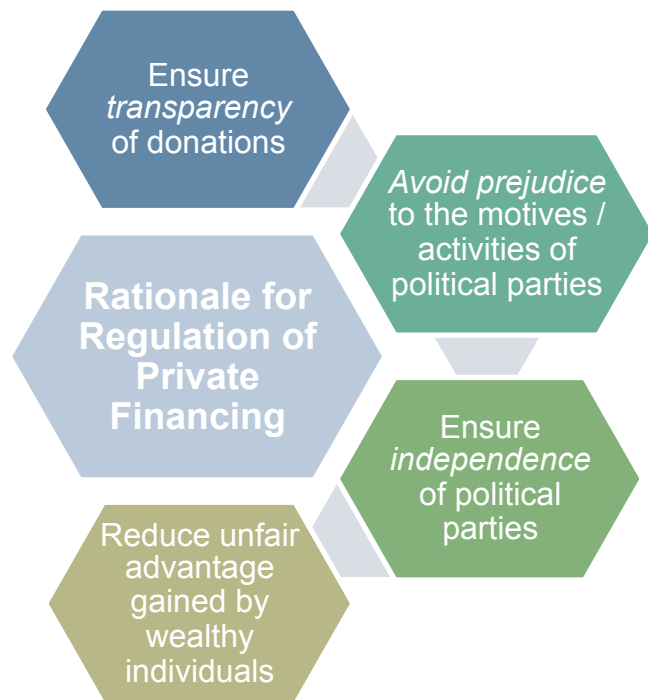 Ensure
transparency
of donations
Avoid prejudice
to the motives /
activities of
political parties
Rationale for
Regulation of
Private
Financing
Ensure
independence
of political
parties
Reduce unfair
advantage
gained by
wealthy
individuals